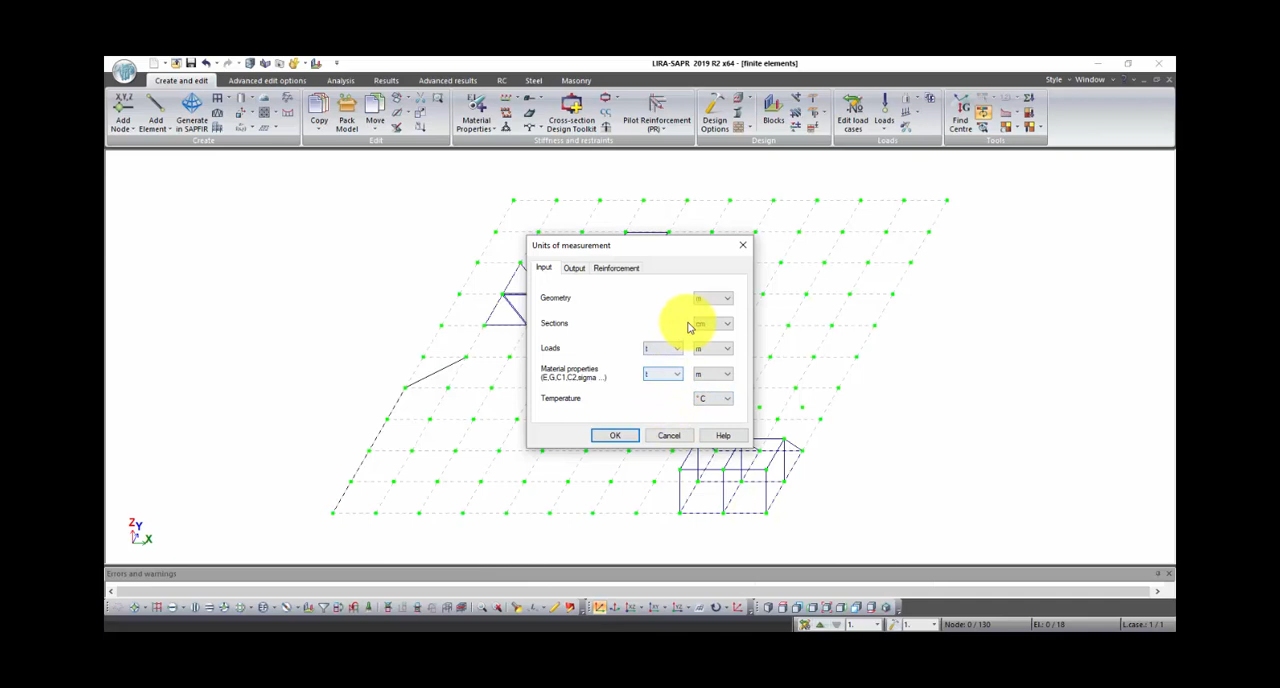 LIRA-SAPR 2019 R2 x64 - [finite elements]
Create and edit Advanced edit options Analysis Results Advanced results RC Steel Masonry
Style Window
X,Y,Z
Add Node
Add Element
Generate in SAPFIR
Copy
Pack Model
Move
Material Properties
Cross-section Design Toolkit
Pilot Reinforcement (PR)
Design Options
Blocks
Edit load cases
Loads
Find Centre
Create Edit Stiffness and restraints Design Loads Tools
Units of measurement
Input Output Reinforcement
Geometry m
Sections cm
Loads t m
Material properties t m
(E,G,C1,C2,sigma ...)
Temperature °C
OK Cancel Help
Z Y
X
Errors and warnings
1. 1. Node: 0 / 130 El.: 0 / 18 L.case.: 1 / 1